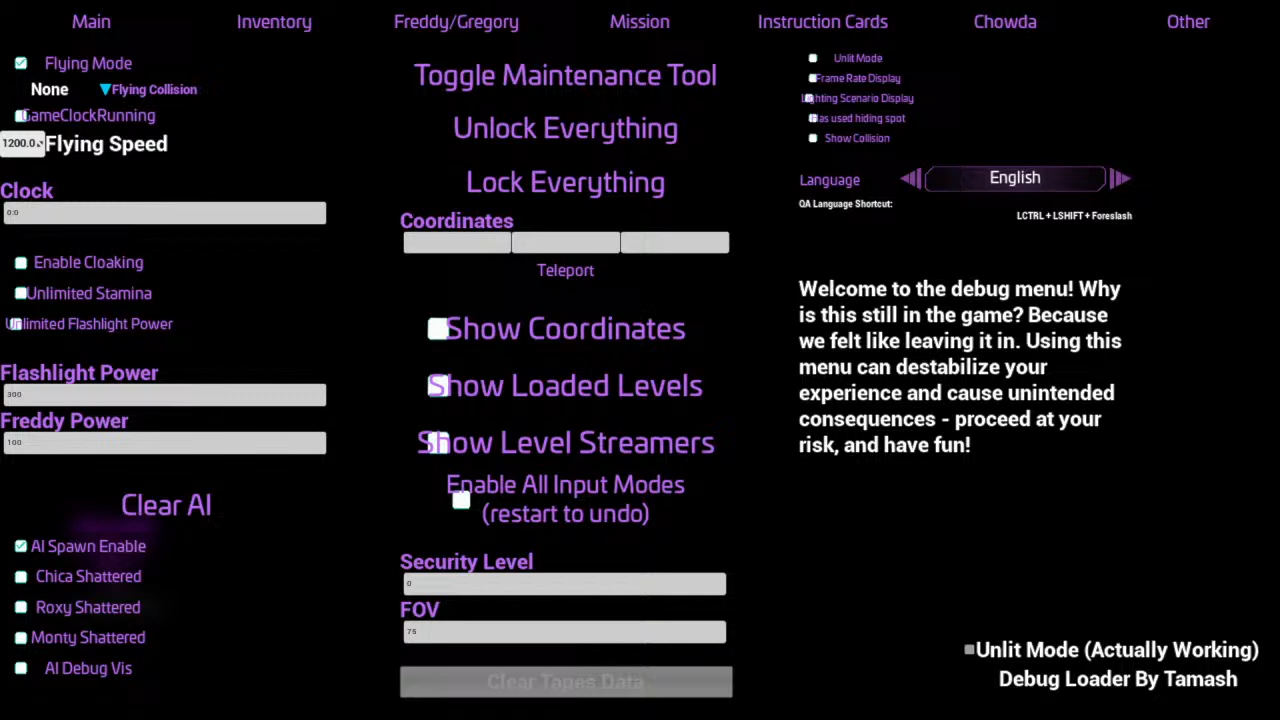 Main
Inventory
Freddy/Gregory
Mission
Instruction Cards
Chowda
Other
Flying Mode
None
Flying Collision
GameClockRunning
1200.0
Flying Speed
Clock
0:0
Enable Cloaking
Unlimited Stamina
Unlimited Flashlight Power
Flashlight Power
300
Freddy Power
100
Clear AI
AI Spawn Enable
Chica Shattered
Roxy Shattered
Monty Shattered
AI Debug Vis
Toggle Maintenance Tool
Unlock Everything
Lock Everything
Coordinates
Teleport
Show Coordinates
Show Loaded Levels
Show Level Streamers
Enable All Input Modes
(restart to undo)
Security Level
0
FOV
75
Clear Tapes Data
Unlit Mode
Frame Rate Display
Lighting Scenario Display
Has used hiding spot
Show Collision
Language
English
QA Language Shortcut:
LCTRL + LSHIFT + Foreslash
Welcome to the debug menu! Why
is this still in the game? Because
we felt like leaving it in. Using this
menu can destabilize your
experience and cause unintended
consequences - proceed at your
risk, and have fun!
Unlit Mode (Actually Working)
Debug Loader By Tamash